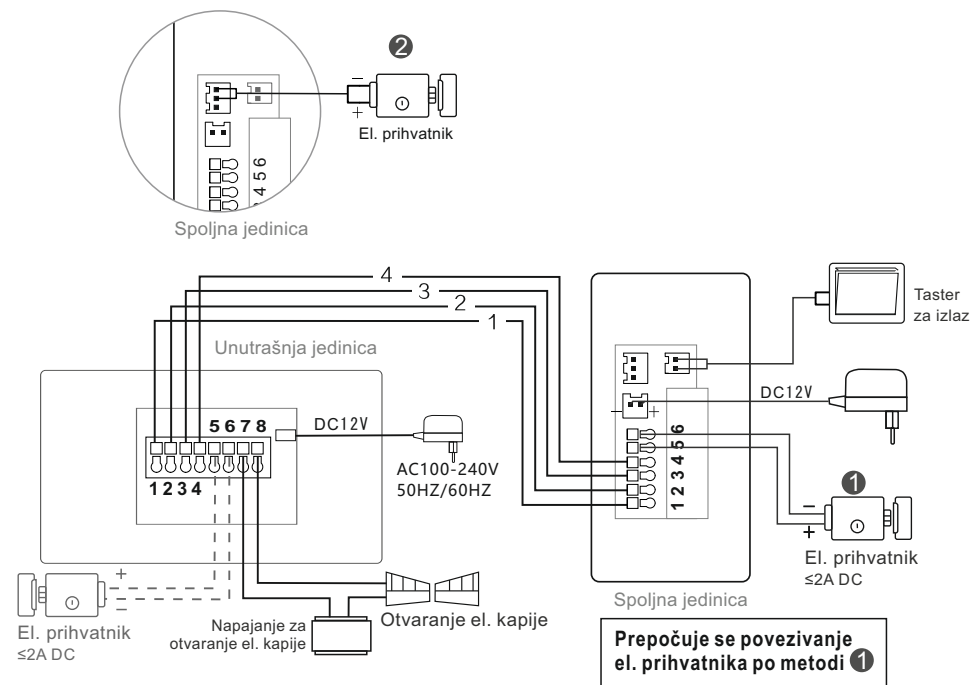 2
−
+
El. prihvatnik
4 5 6
Spoljna jedinica
4
3
2
1
Unutrašnja jedinica
Taster
za izlaz
DC12V
− +
5 6 7 8
DC12V
1 2 3 4
AC100-240V
50HZ/60HZ
1 2 3 4 5 6
1
−
+
El. prihvatnik
≤2A DC
+
−
El. prihvatnik
≤2A DC
Napajanje za
otvaranje el. kapije
Otvaranje el. kapije
Spoljna jedinica
Prepočuje se povezivanje
el. prihvatnika po metodi 1